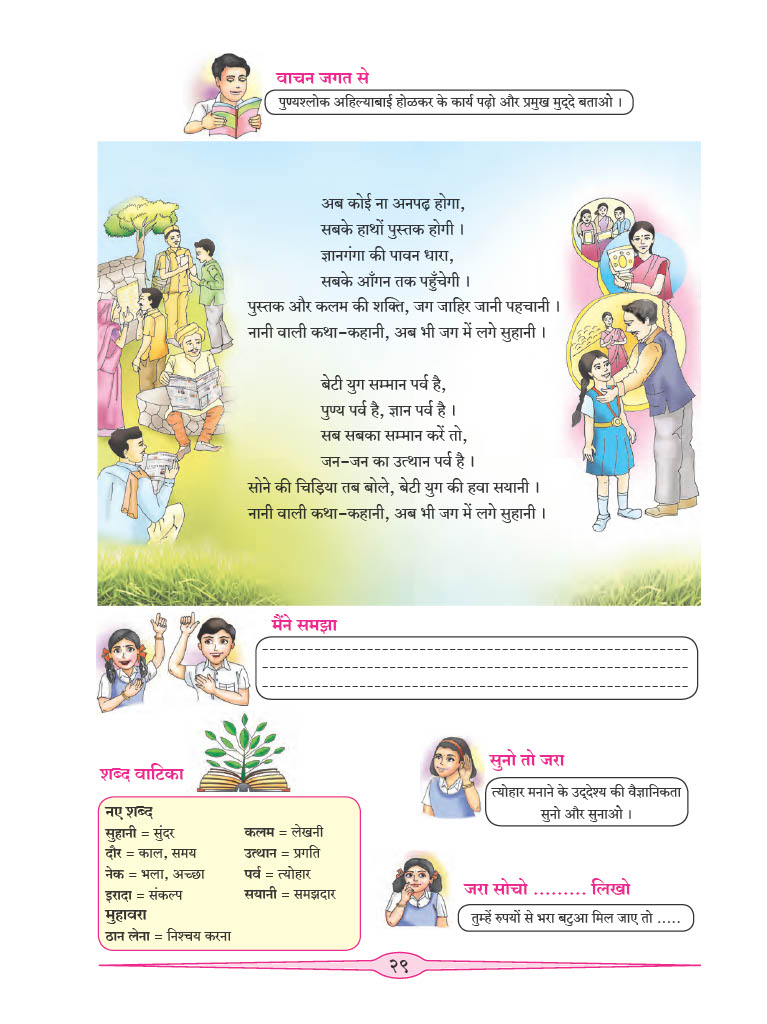 वाचन जगत से
पुण्यश्लोक अहिल्याबाई होळकर के कार्य पढ़ो और प्रमुख मुद्‌दे बताओ ।
अब कोई ना अनपढ़ होगा,
सबके हाथों पुस्तक होगी ।
ज्ञानगंगा की पावन धारा,
सबके आँगन तक पहुँचेगी ।
पुस्तक और कलम की शक्ति, जग जाहिर जानी पहचानी ।
नानी वाली कथा-कहानी, अब भी जग में लगे सुहानी ।
बेटी युग सम्मान पर्व है,
पुण्य पर्व है, ज्ञान पर्व है ।
सब सबका सम्मान करें तो,
जन-जन का उत्थान पर्व है ।
सोने की चिड़िया तब बोले, बेटी युग की हवा सयानी ।
नानी वाली कथा-कहानी, अब भी जग में लगे सुहानी ।
मैंने समझा
शब्द वाटिका
नए शब्द
सुहानी = सुंदर
दौर = काल, समय
नेक = भला, अच्छा
इरादा = संकल्प
कलम = लेखनी
उत्थान = प्रगति
पर्व = त्योहार
सयानी = समझदार
मुहावरा
ठान लेना = निश्चय करना
सुनो तो जरा
त्योहार मनाने के उद्‌देश्य की वैज्ञानिकता
सुनो और सुनाओ ।
जरा सोचो ......... लिखो
तुम्हें रुपयों से भरा बटुआ मिल जाए तो .....
२९